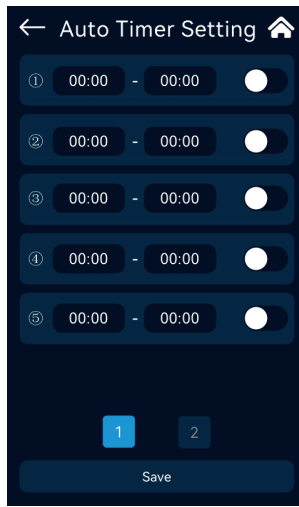 Auto Timer Setting
① 00:00 - 00:00
② 00:00 - 00:00
③ 00:00 - 00:00
④ 00:00 - 00:00
⑤ 00:00 - 00:00
1 2
Save